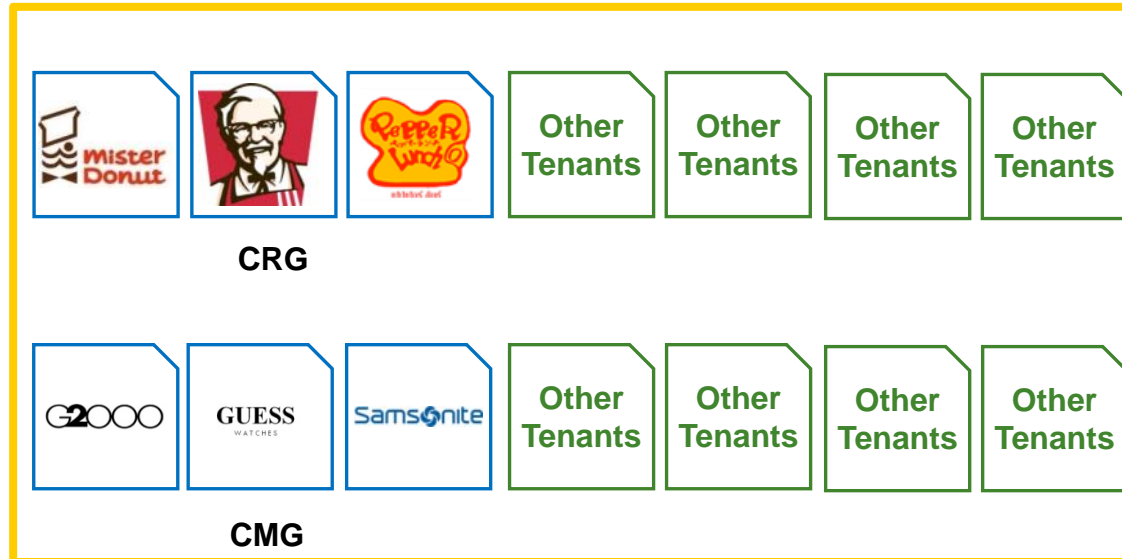 mister
Donut
PePPeR
Lunch
Other
Tenants
Other
Tenants
Other
Tenants
Other
Tenants
CRG
G2000
GUESS
WATCHES
Samsonite
Other
Tenants
Other
Tenants
Other
Tenants
Other
Tenants
CMG